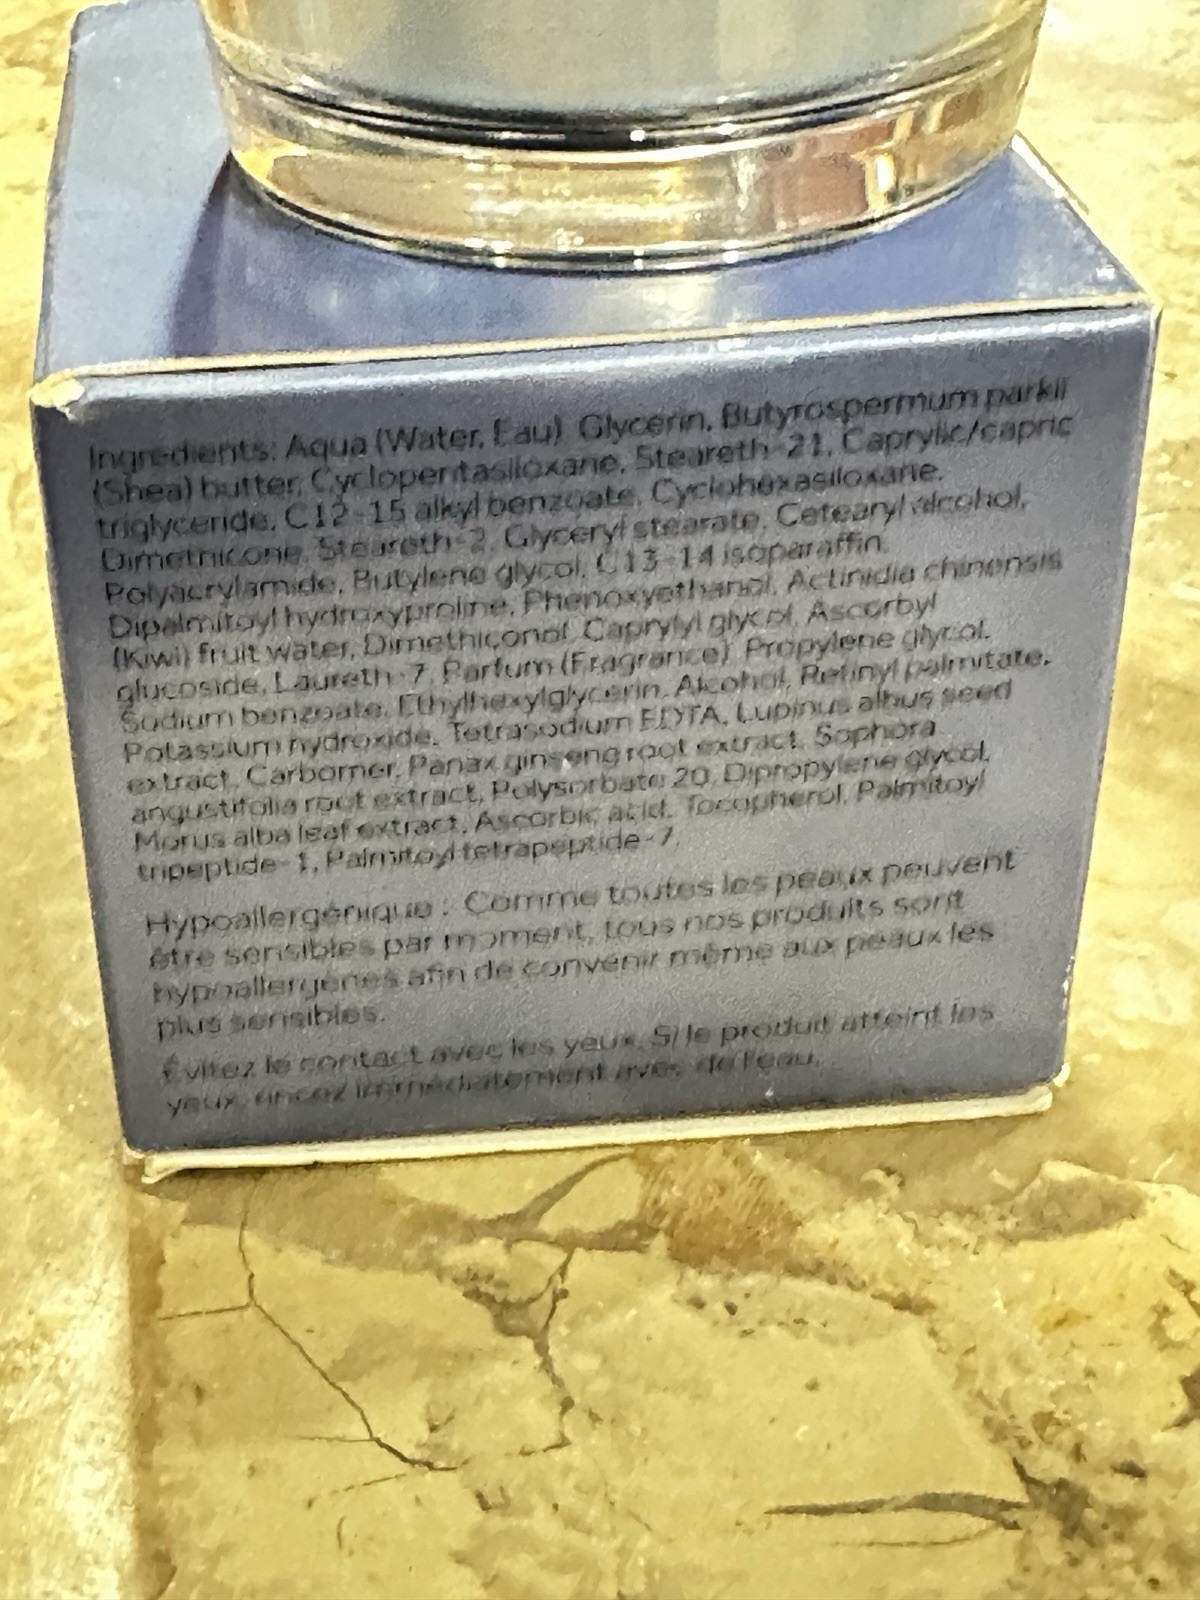 Ingredients: Aqua (Water, Eau), Glycerin, Butyrospermum parkii
(Shea) butter, Cyclopentasiloxane, Steareth-21, Caprylic/capric
triglyceride, C12-15 alkyl benzoate, Cyclohexasiloxane,
Dimethicone, Steareth-2, Glyceryl stearate, Cetearyl alcohol,
Polyacrylamide, Butylene glycol, C13-14 isoparaffin,
Dipalmitoyl hydroxyproline, Phenoxyethanol, Actinidia chinensis
(Kiwi) fruit water, Dimethiconol, Caprylyl glycol, Ascorbyl
glucoside, Laureth-7, Parfum (Fragrance), Propylene glycol,
Sodium benzoate, Ethylhexylglycerin, Alcohol, Retinyl palmitate,
Potassium hydroxide, Tetrasodium EDTA, Lupinus albus seed
extract, Carbomer, Panax ginseng root extract, Sophora
angustifolia root extract, Polysorbate 20, Dipropylene glycol,
Morus alba leaf extract, Ascorbic acid, Tocopherol, Palmitoyl
tripeptide-1, Palmitoyl tetrapeptide-7.
Hypoallergénique : Comme toutes les peaux peuvent
être sensibles par moment, tous nos produits sont
hypoallergènes afin de convenir même aux peaux les
plus sensibles.
Évitez le contact avec les yeux. Si le produit atteint les
yeux, rincez immédiatement avec de l'eau.